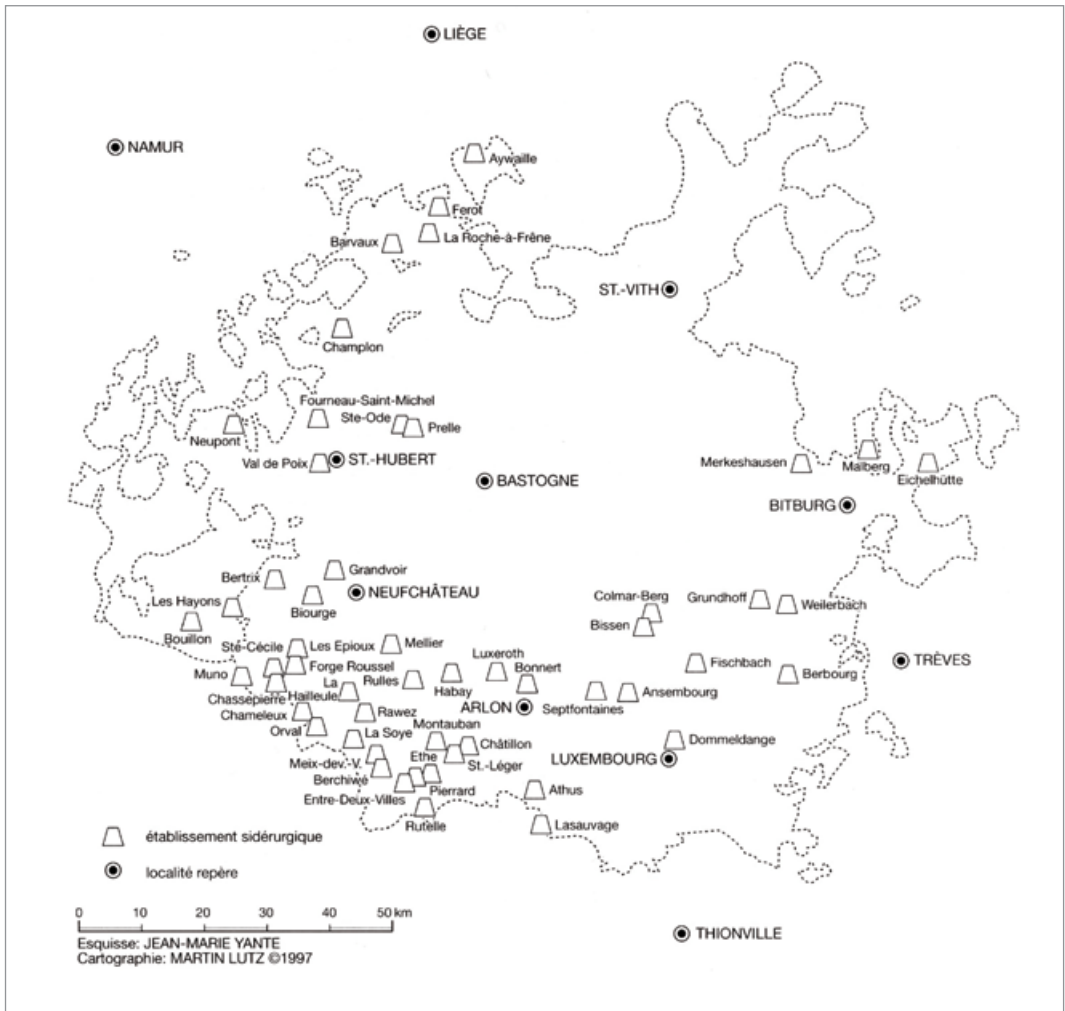 LIÈGE
NAMUR
Aywaille
Ferot
La Roche-à-Frêne
Barvaux
ST.-VITH
Champlon
Fourneau-Saint-Michel
Ste-Ode
Prelle
Neupont
Val de Poix
ST.-HUBERT
BASTOGNE
Merkeshausen
Malberg
Eichelhütte
BITBURG
Grandvoir
Bertrix
NEUFCHÂTEAU
Biourge
Les Hayons
Bouillon
Colmar-Berg
Bissen
Grundhoff
Weilerbach
Sté-Cécile
Les Epioux
Mellier
Luxeroth
Bonnert
Fischbach
TRÈVES
Muno
Forge Roussel
La
Hailleule
Rulles
Habay
Berbourg
Chassepierre
Septfontaines
Ansembourg
Chameleux
Rawez
ARLON
Orval
La Soye
Montauban
Châtillon
Dommeldange
Meix-dev.-V.
Ethe
St.-Léger
LUXEMBOURG
Berchiwé
Pierrard
Entre-Deux-Villes
Athus
Rutelle
Lasauvage
établissement sidérurgique
localité repère
0 10 20 30 40 50 km
THIONVILLE
Esquisse: JEAN-MARIE YANTE
Cartographie: MARTIN LUTZ ©1997